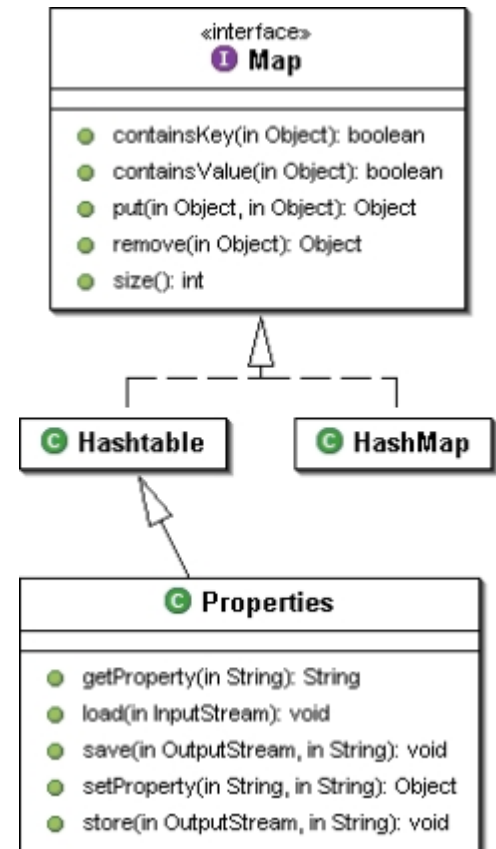 «interface»
I Map
containsKey(in Object): boolean
containsValue(in Object): boolean
put(in Object, in Object): Object
remove(in Object): Object
size(): int
C Hashtable
C HashMap
C Properties
getProperty(in String): String
load(in InputStream): void
save(in OutputStream, in String): void
setProperty(in String, in String): Object
store(in OutputStream, in String): void